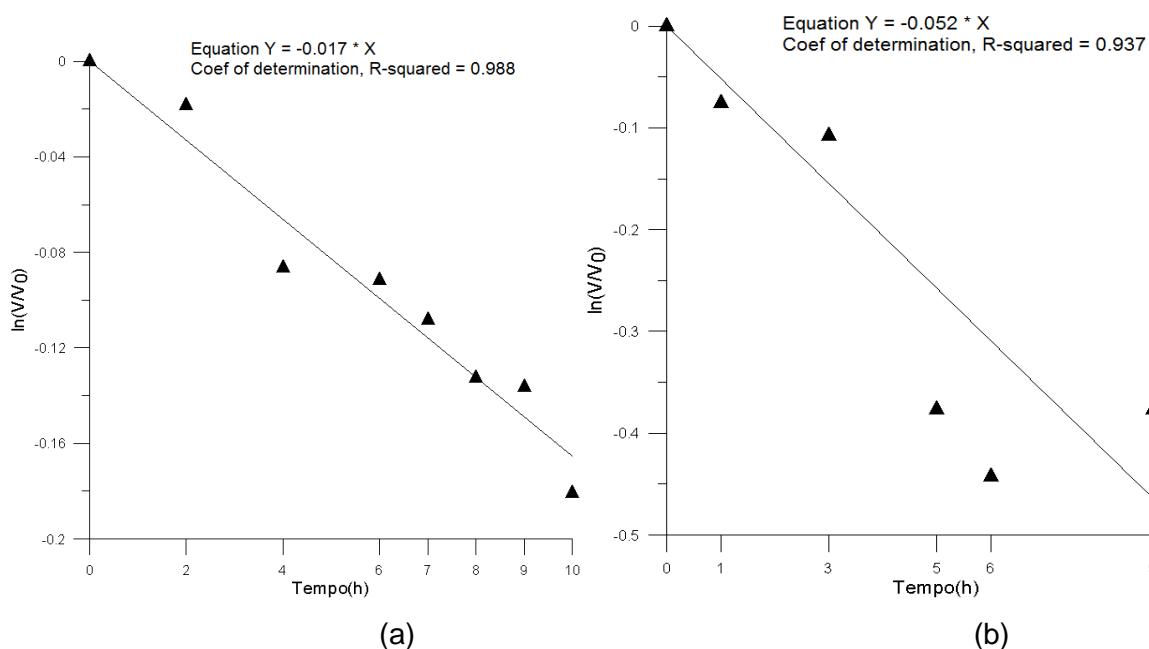 Equation Y = -0.017 * X
Coef of determination, R-squared = 0.988
0
-0.04
-0.08
-0.12
-0.16
-0.2
ln(V/V0)
0 2 4 6 7 8 9 10
Tempo(h)
(a)
Equation Y = -0.052 * X
Coef of determination, R-squared = 0.937
0
-0.1
-0.2
-0.3
-0.4
-0.5
ln(V/V0)
0 1 3 5 6
Tempo(h)
(b)